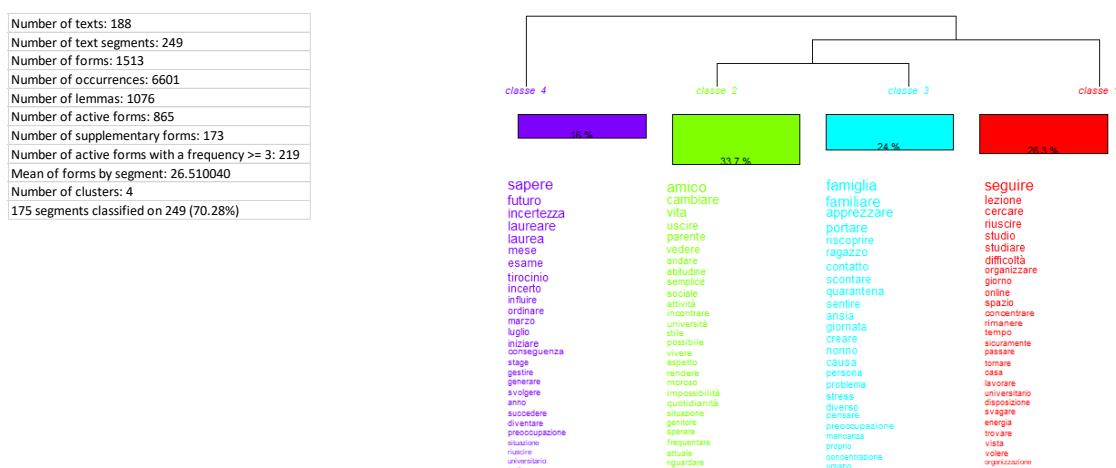 Number of texts: 188
Number of text segments: 249
Number of forms: 1513
Number of occurrences: 6601
Number of lemmas: 1076
Number of active forms: 865
Number of supplementary forms: 173
Number of active forms with a frequency >= 3: 219
Mean of forms by segment: 26.510040
Number of clusters: 4
175 segments classified on 249 (70.28%)
classe 4
classe 2
classe 3
classe
16 %
33.7 %
24 %
26.3 %
sapere
futuro
incertezza
laureare
laurea
mese
esame
tirocinio
incerto
influire
ordinare
marzo
luglio
iniziare
conseguenza
stage
gestire
generare
svolgere
anno
succedere
diventare
preoccupazione
situazione
riuscire
universitario
amico
cambiare
vita
uscire
parente
vedere
andare
abitudine
semplice
sociale
attività
incontrare
università
stile
possibile
vivere
aspetto
rendere
moroso
impossibilità
quotidianità
situazione
genitore
sperare
frequentare
attuale
riguardare
famiglia
familiare
apprezzare
portare
riscoprire
ragazzo
contatto
scontare
quarantena
sentire
ansia
giornata
creare
nonno
causa
persona
problema
stress
diverse
pensare
preoccupazione
mancanza
proprio
concentrazione
umano
seguire
lezione
cercare
riuscire
studio
studiare
difficoltà
organizzare
giorno
online
spazio
concentrare
rimanere
tempo
sicuramente
passare
tornare
casa
lavorare
universitario
disposizione
svagare
energia
trovare
vista
volere
organizzazione